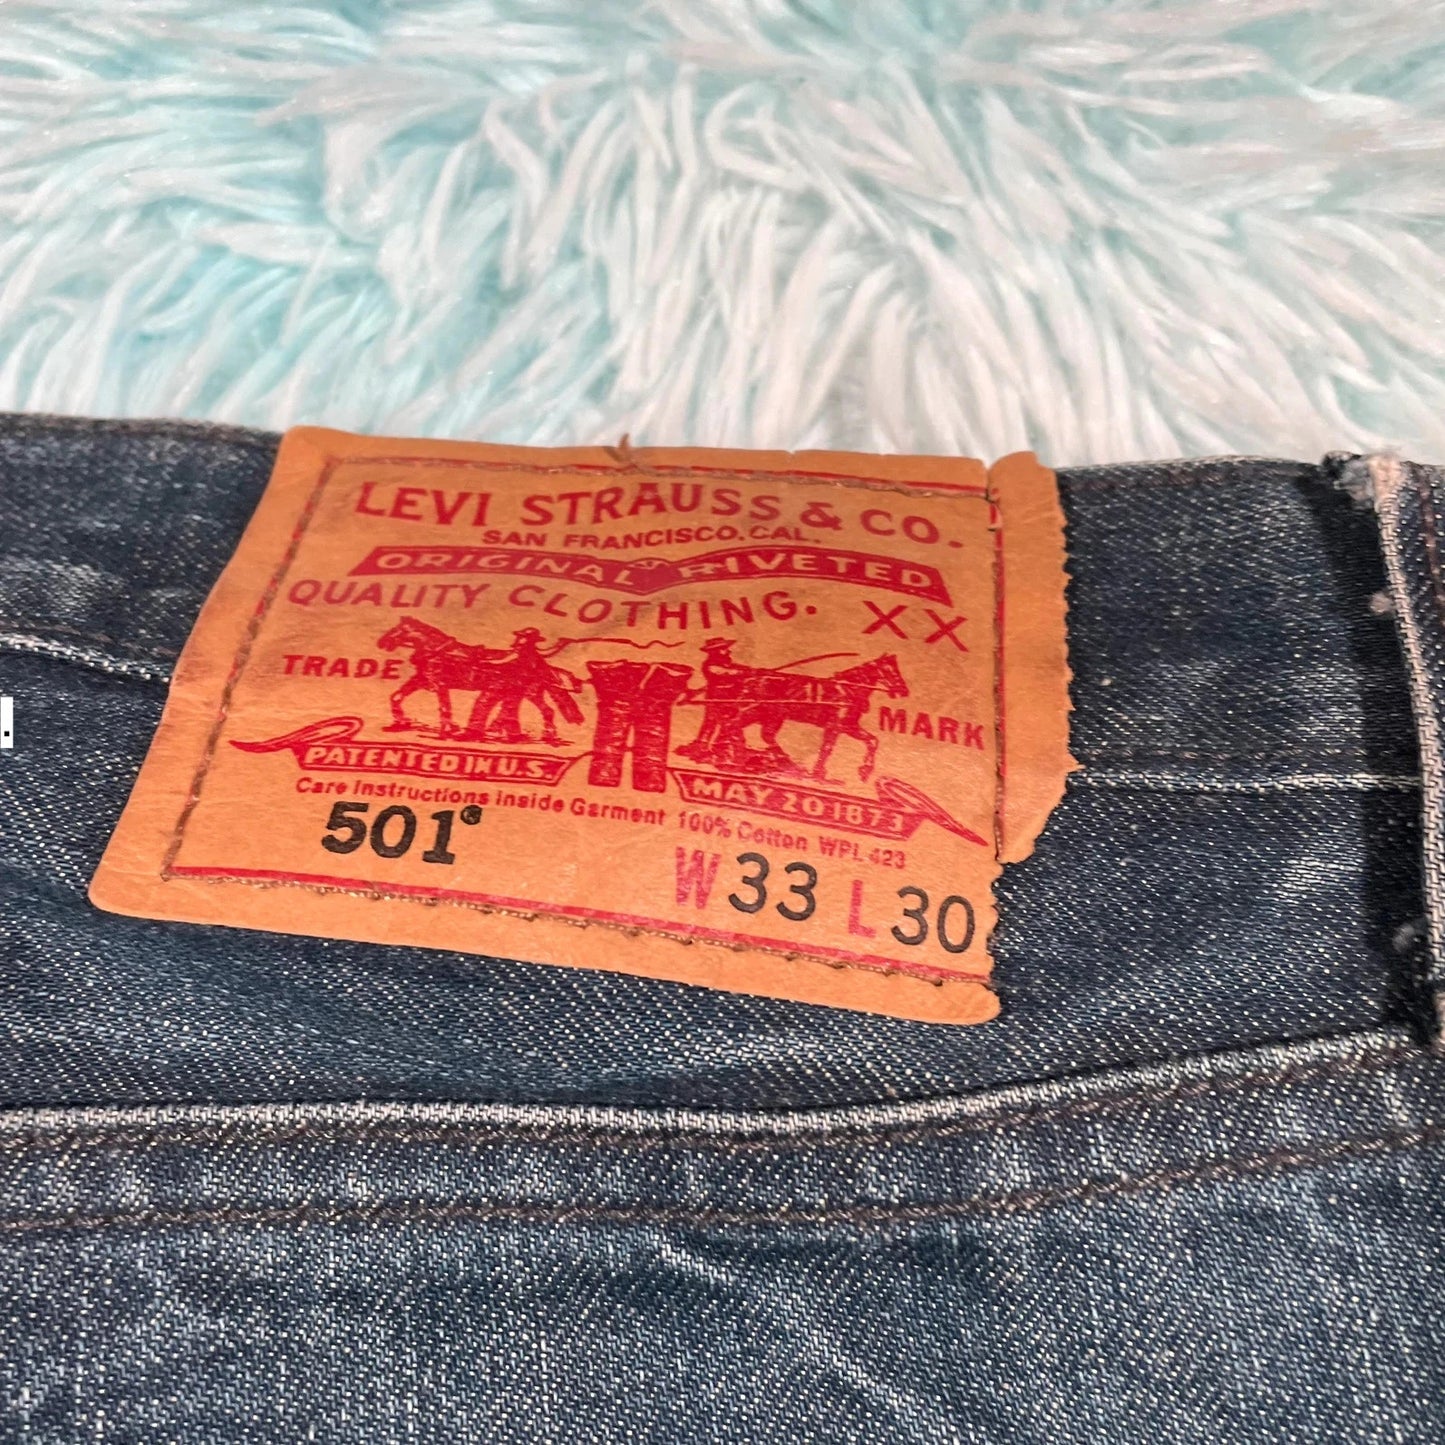 LEVI STRAUSS & CO.
SAN FRANCISCO, CAL.
ORIGINAL RIVETED
QUALITY CLOTHING. XX
TRADE MARK
PATENTED IN U.S. MAY 20 1873
Care Instructions Inside Garment 100% Cotton WPL 423
501® W 33 L 30